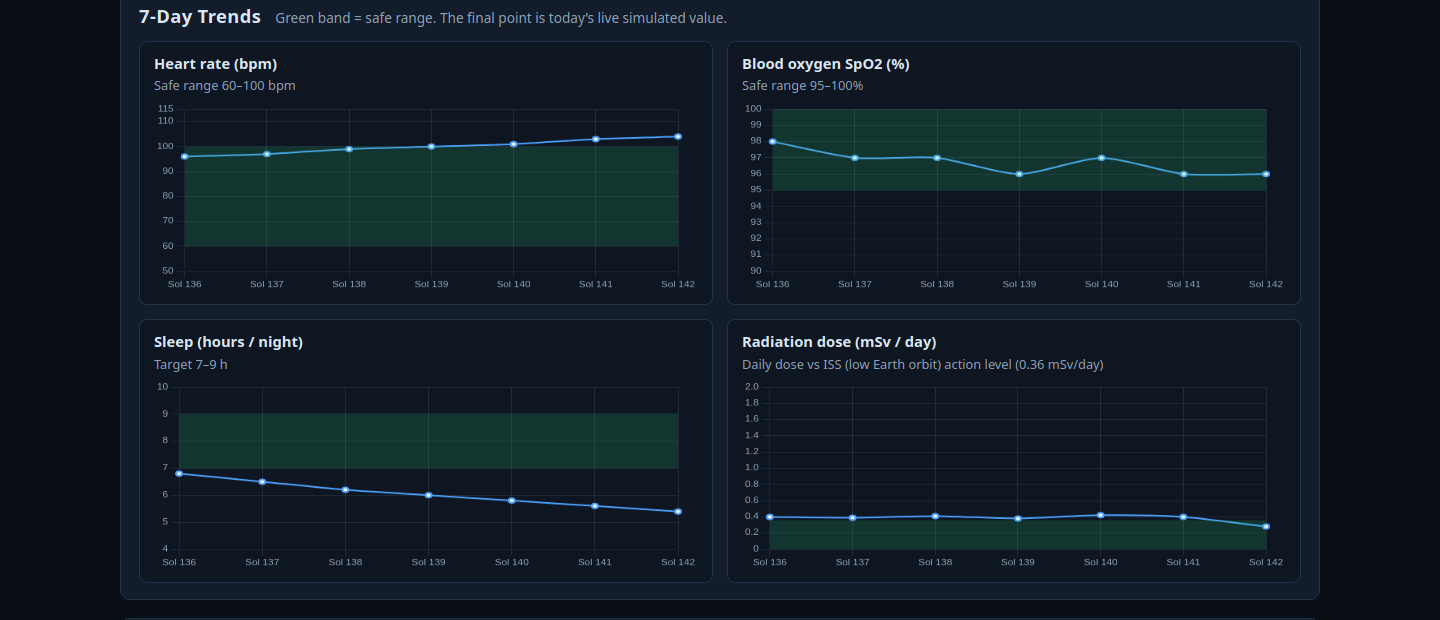 7-Day Trends Green band = safe range. The final point is today's live simulated value.
Heart rate (bpm)
Safe range 60–100 bpm
115
110
100
90
80
70
60
50
Sol 136 Sol 137 Sol 138 Sol 139 Sol 140 Sol 141 Sol 142
Blood oxygen SpO2 (%)
Safe range 95–100%
100
99
98
97
96
95
94
93
92
91
90
Sol 136 Sol 137 Sol 138 Sol 139 Sol 140 Sol 141 Sol 142
Sleep (hours / night)
Target 7–9 h
10
9
8
7
6
5
4
Sol 136 Sol 137 Sol 138 Sol 139 Sol 140 Sol 141 Sol 142
Radiation dose (mSv / day)
Daily dose vs ISS (low Earth orbit) action level (0.36 mSv/day)
2.0
1.8
1.6
1.4
1.2
1.0
0.8
0.6
0.4
0.2
0
Sol 136 Sol 137 Sol 138 Sol 139 Sol 140 Sol 141 Sol 142